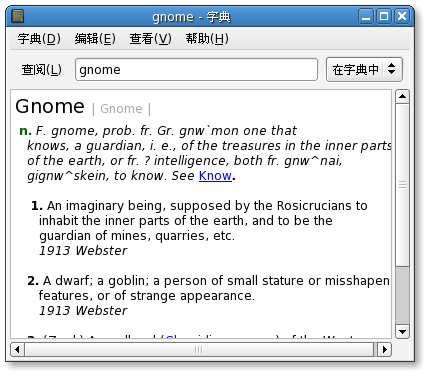 gnome - 字典
字典(D) 编辑(E) 查看(V) 帮助(H)
查阅(L) gnome 在字典中
Gnome | Gnome |
n. F. gnome, prob. fr. Gr. gnw`mon one that
knows, a guardian, i. e., of the treasures in the inner parts
of the earth, or fr. ? intelligence, both fr. gnw^nai,
gignw^skein, to know. See Know.
1. An imaginary being, supposed by the Rosicrucians to
inhabit the inner parts of the earth, and to be the
guardian of mines, quarries, etc.
1913 Webster
2. A dwarf; a goblin; a person of small stature or misshapen
features, or of strange appearance.
1913 Webster